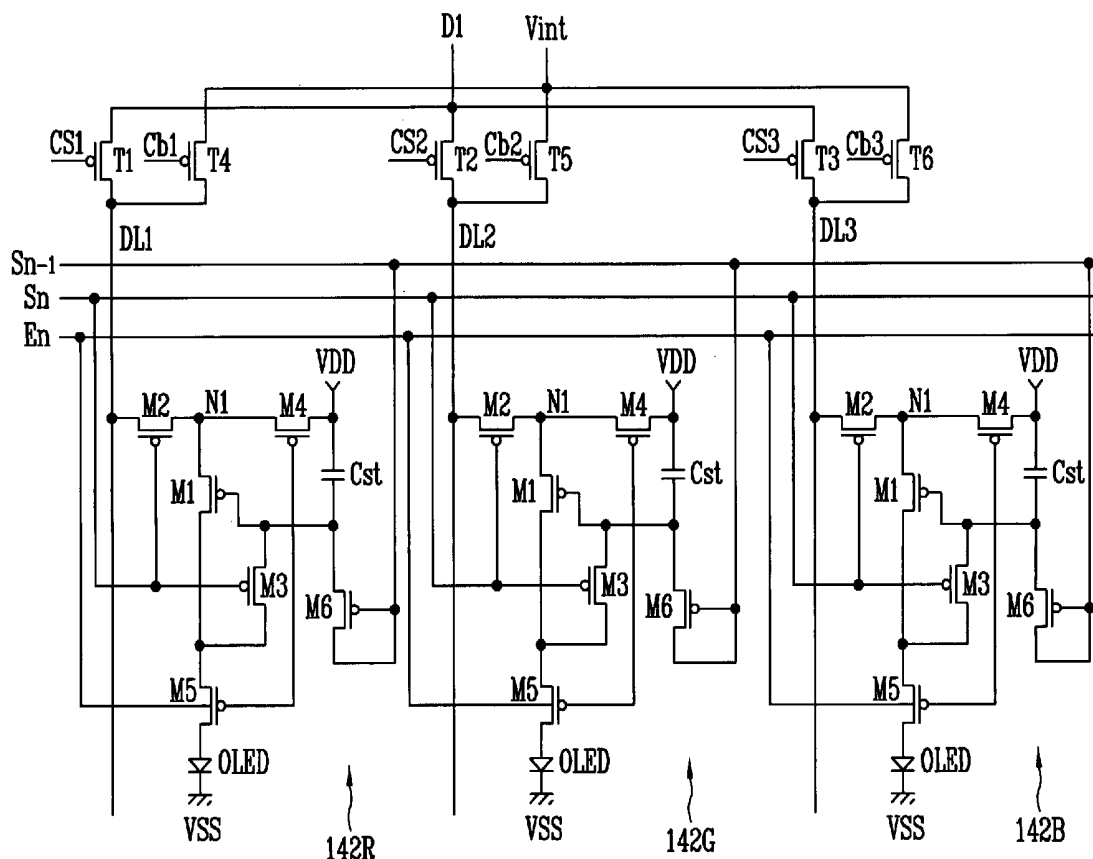 D1 Vint
CS1 T1 Cb1 T4 CS2 T2 Cb2 T5 CS3 T3 Cb3 T6
DL1 DL2 DL3
Sn-1
Sn
En
VDD VDD VDD
M2 N1 M4 M2 N1 M4 M2 N1 M4
Cst Cst Cst
M1 M1 M1
M3 M3 M3
M6 M6 M6
M5 M5 M5
OLED OLED OLED
VSS VSS VSS
142R 142G 142B